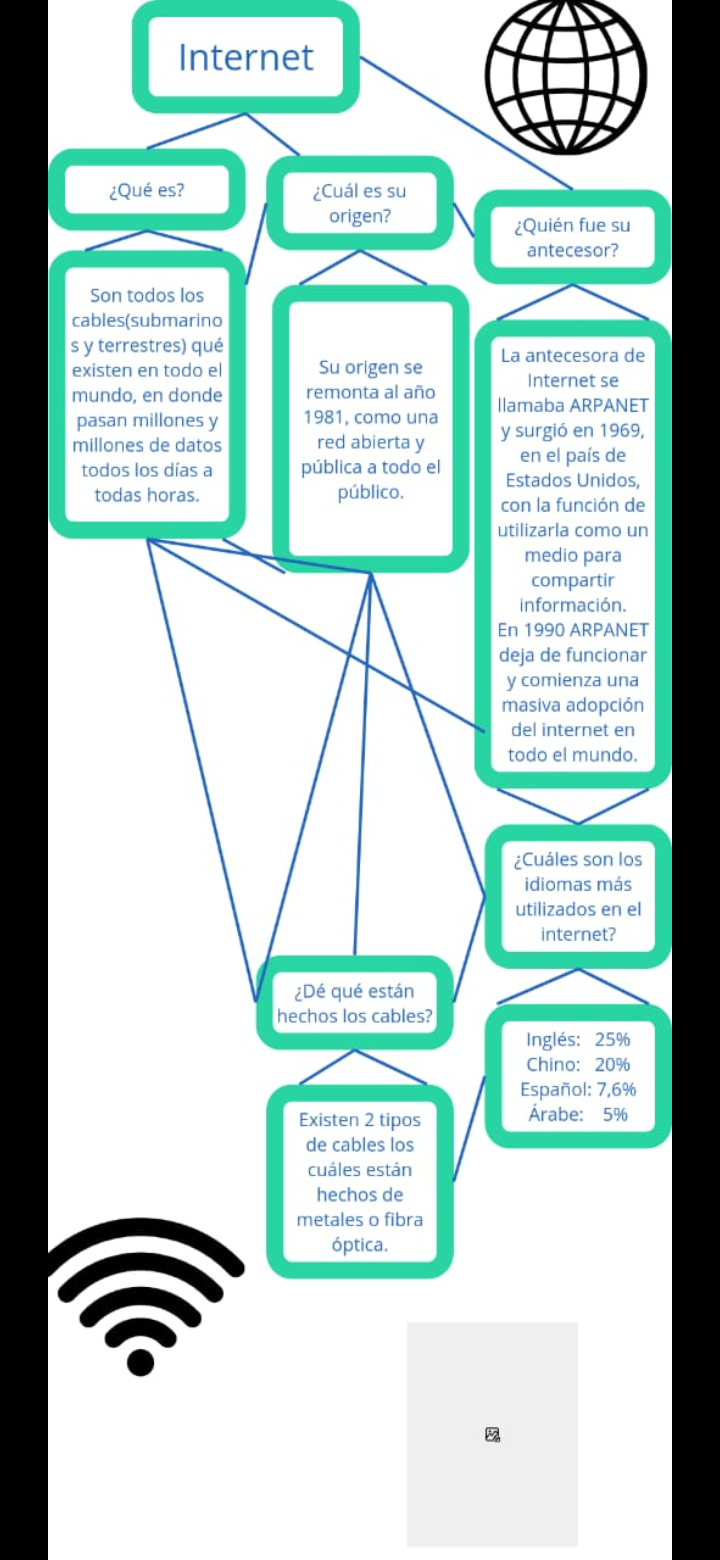 Internet
¿Qué es?
¿Cuál es su
origen?
¿Quién fue su
antecesor?
Son todos los
cables(submarino
s y terrestres) qué
existen en todo el
mundo, en donde
pasan millones y
millones de datos
todos los días a
todas horas.
Su origen se
remonta al año
1981, como una
red abierta y
pública a todo el
público.
La antecesora de
Internet se
llamaba ARPANET
y surgió en 1969,
en el país de
Estados Unidos,
con la función de
utilizarla como un
medio para
compartir
información.
En 1990 ARPANET
deja de funcionar
y comienza una
masiva adopción
del internet en
todo el mundo.
¿Cuáles son los
idiomas más
utilizados en el
internet?
Inglés: 25%
Chino: 20%
Español: 7,6%
Árabe: 5%
¿Dé qué están
hechos los cables?
Existen 2 tipos
de cables los
cuáles están
hechos de
metales o fibra
óptica.